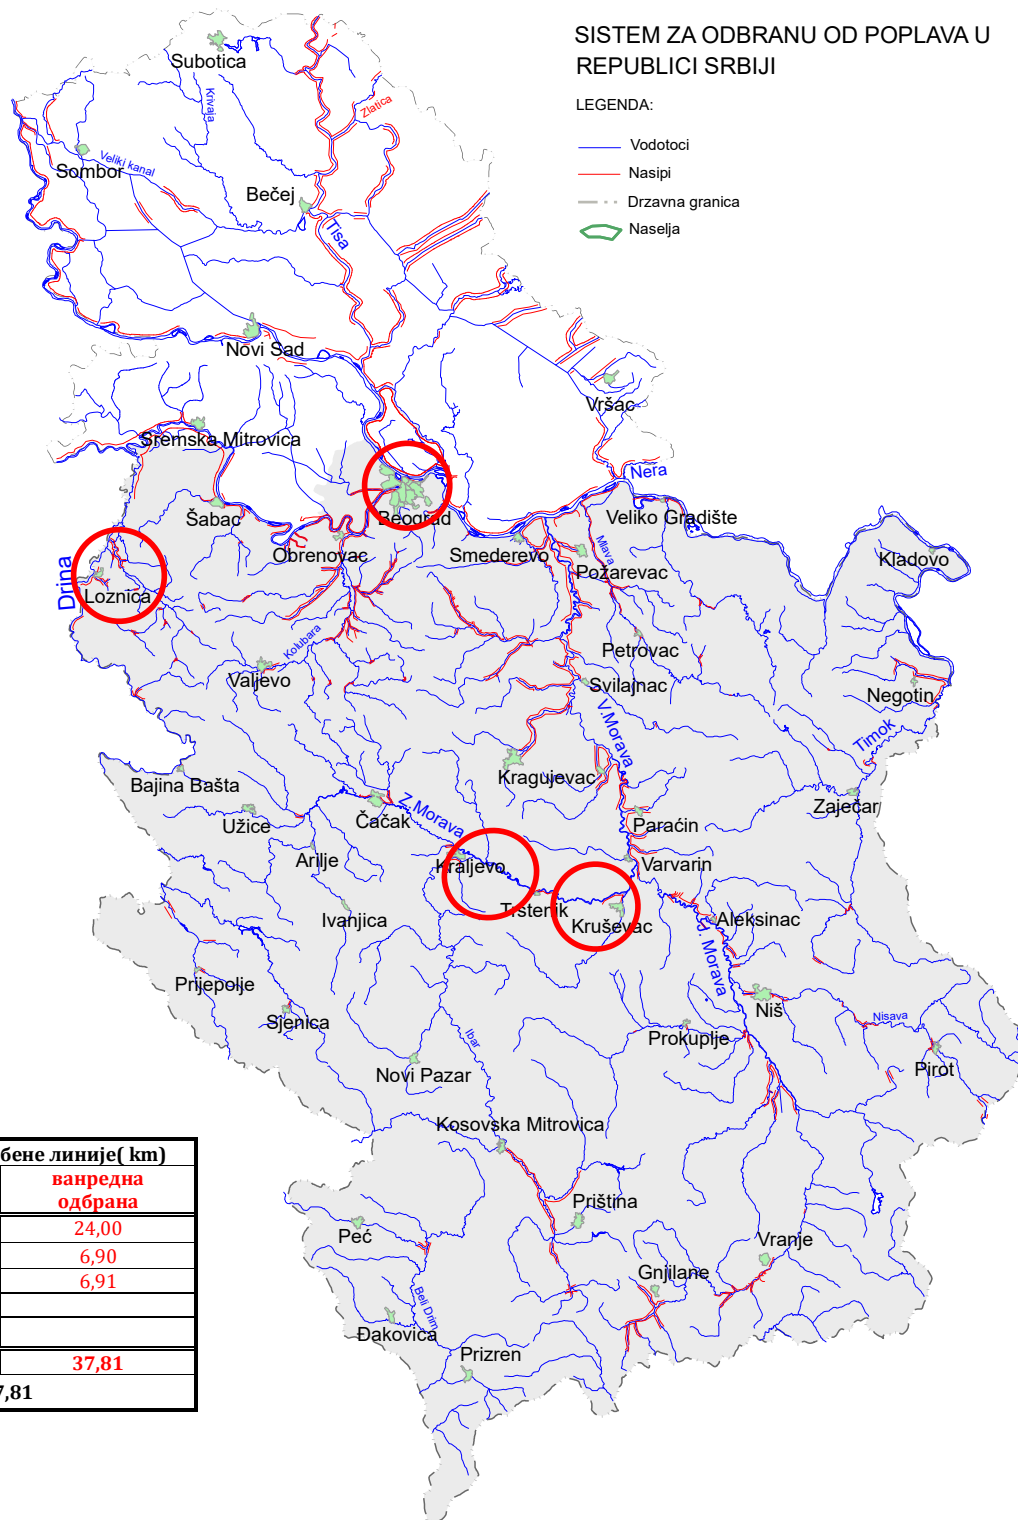 SISTEM ZA ODBRANU OD POPLAVA U
REPUBLICI SRBIJI
LEGENDA:
Vodotoci
Nasipi
Drzavna granica
Naselja
Subotica
Krivaja
Zlatica
Sombor
Veliki kanal
Bečej
Tisa
Novi Sad
Vršac
Sremska Mitrovica
Nera
Šabac
Beograd
Veliko Gradište
Obrenovac
Smederevo
Mlava
Požarevac
Kladovo
Drina
Loznica
Kolubara
Petrovac
Valjevo
Svilajnac
Negotin
V.Morava
Timok
Bajina Bašta
Kragujevac
Zaječar
Užice
Čačak
Z.Morava
Paraćin
Arilje
Kraljevo
Varvarin
Ivanjica
Trstenik
Kruševac
Aleksinac
J. Morava
Prijepolje
Niš
Sjenica
Prokuplje
Nisava
Ibar
Pirot
Novi Pazar
Kosovska Mitrovica
Priština
Peć
Vranje
Gnjilane
Beli Drim
Đakovica
Prizren
бене линије( km)
ванредна
одбрана
24,00
6,90
6,91
37,81
7,81